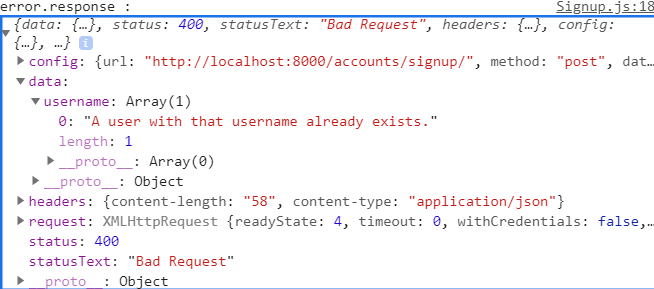 error.response : Signup.js:18
{data: {…}, status: 400, statusText: "Bad Request", headers: {…}, config:
{…}, …} i
config: {url: "http://localhost:8000/accounts/signup/", method: "post", dat…
data:
username: Array(1)
0: "A user with that username already exists."
length: 1
__proto__: Array(0)
__proto__: Object
headers: {content-length: "58", content-type: "application/json"}
request: XMLHttpRequest {readyState: 4, timeout: 0, withCredentials: false,…
status: 400
statusText: "Bad Request"
__proto__: Object